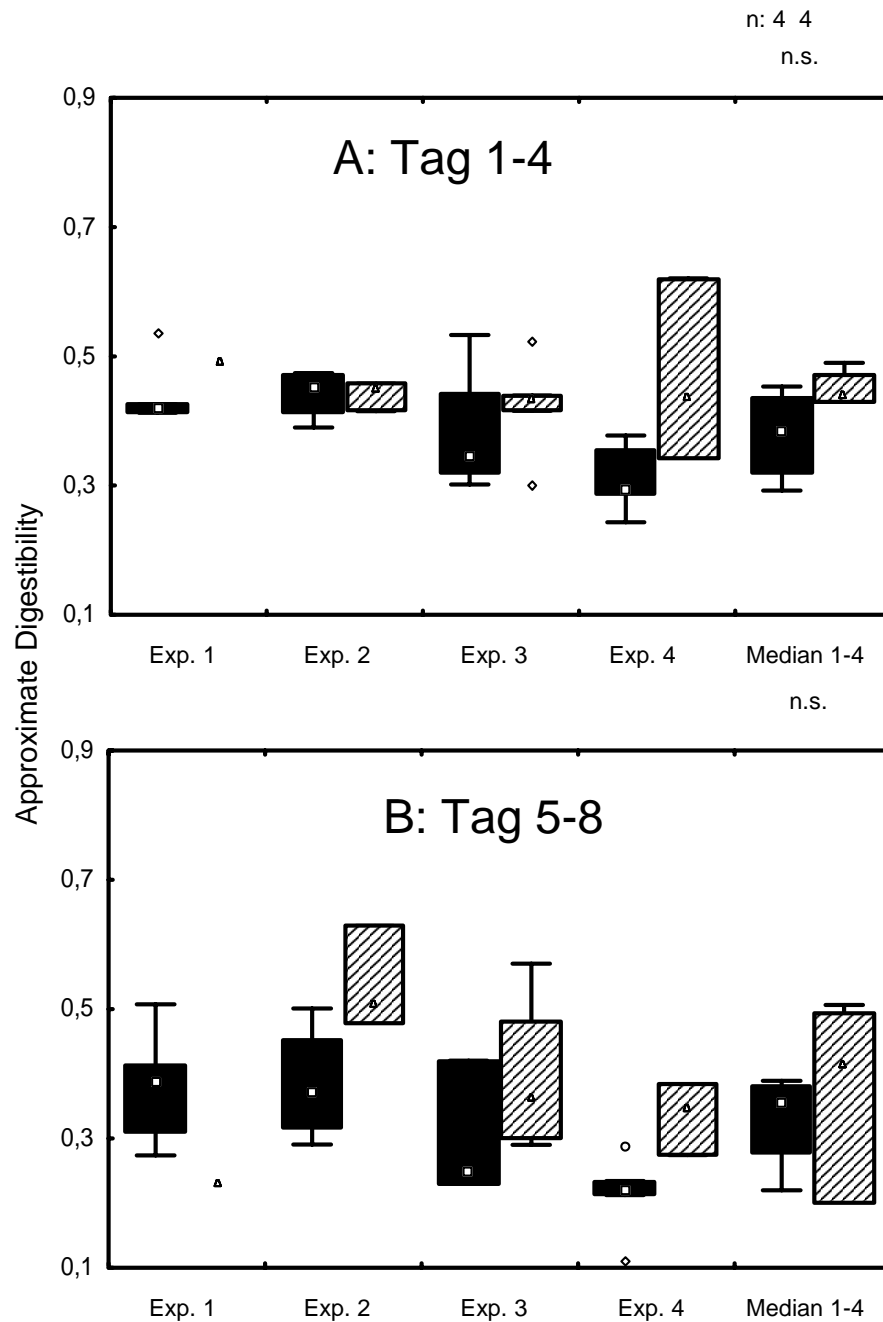 n: 4 4
n.s.
0,9
A: Tag 1-4
0,7
0,5
0,3
0,1
Exp. 1 Exp. 2 Exp. 3 Exp. 4 Median 1-4
Approximate Digestibility
n.s.
0,9
B: Tag 5-8
0,7
0,5
0,3
0,1
Exp. 1 Exp. 2 Exp. 3 Exp. 4 Median 1-4